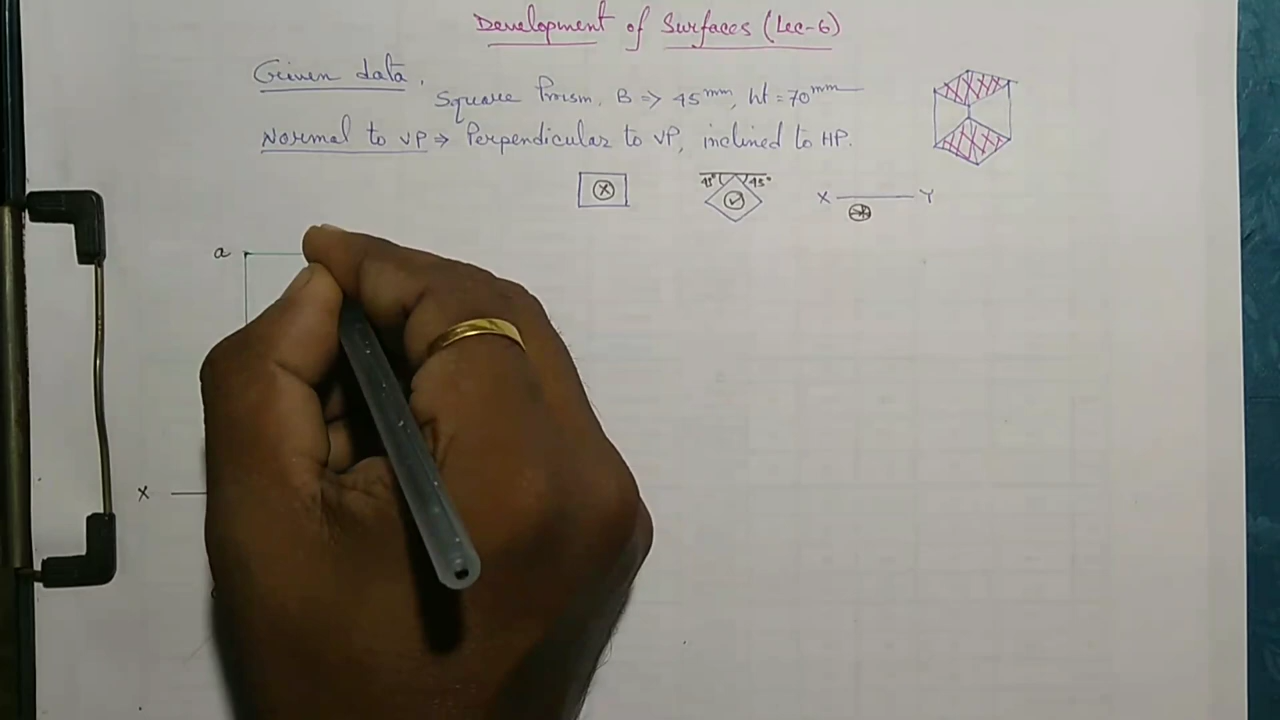 Development of Surfaces (Lec-6)
Given data,
Square Prism, B => 45mm, ht = 70mm
Normal to VP => Perpendicular to VP, inclined to HP.
45° 45°
X Y
a
X